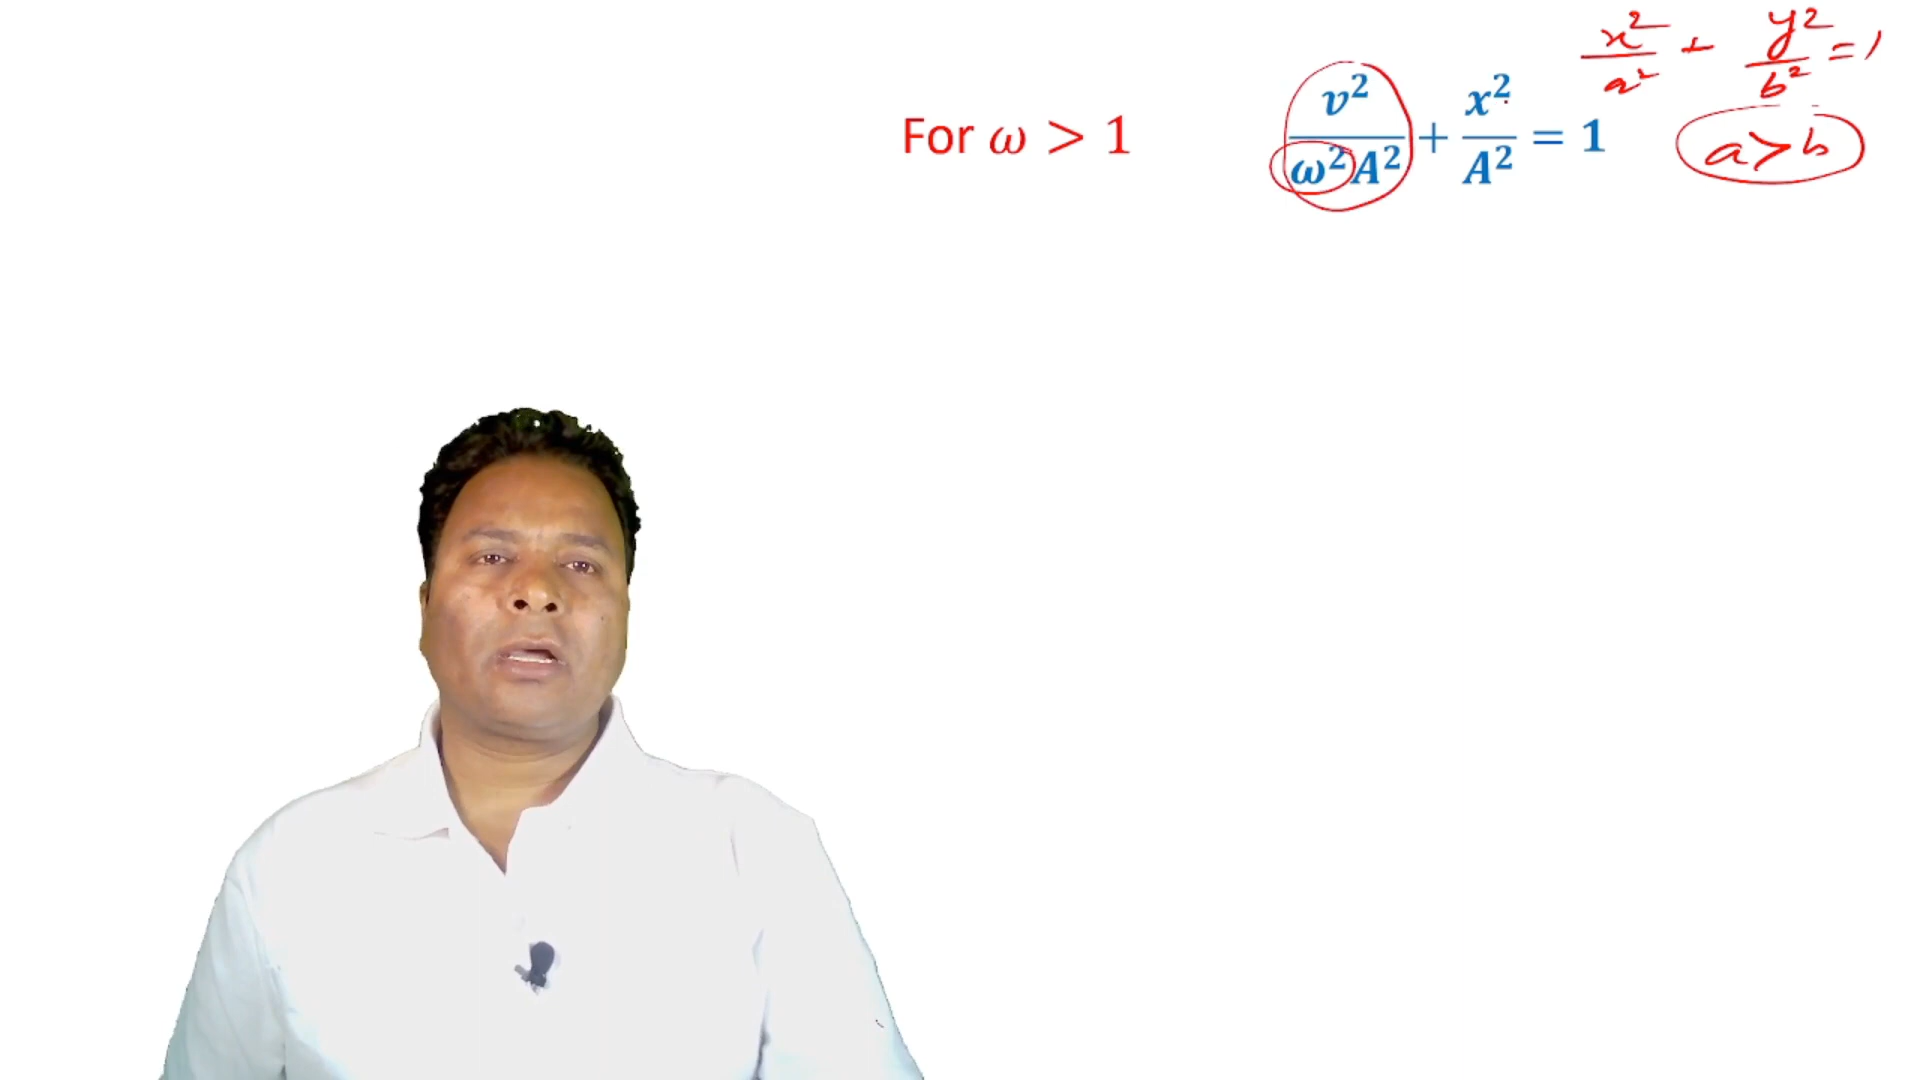 x²/a² + y²/b² = 1
For ω > 1 v²/ω²A² + x²/A² = 1 a > b